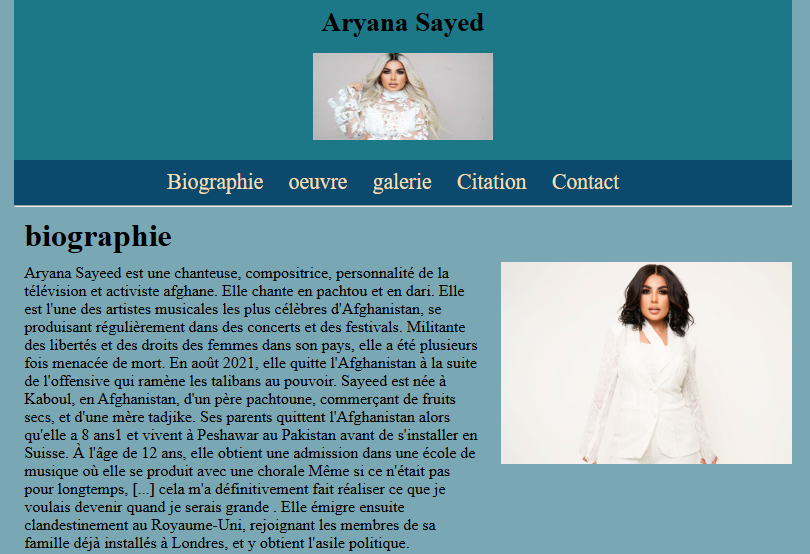 Aryana Sayed
Biographie oeuvre galerie Citation Contact
biographie
Aryana Sayeed est une chanteuse, compositrice, personnalité de la
télévision et activiste afghane. Elle chante en pachtou et en dari. Elle
est l'une des artistes musicales les plus célèbres d'Afghanistan, se
produisant régulièrement dans des concerts et des festivals. Militante
des libertés et des droits des femmes dans son pays, elle a été plusieurs
fois menacée de mort. En août 2021, elle quitte l'Afghanistan à la suite
de l'offensive qui ramène les talibans au pouvoir. Sayeed est née à
Kaboul, en Afghanistan, d'un père pachtoune, commerçant de fruits
secs, et d'une mère tadjike. Ses parents quittent l'Afghanistan alors
qu'elle a 8 ans1 et vivent à Peshawar au Pakistan avant de s'installer en
Suisse. À l'âge de 12 ans, elle obtient une admission dans une école de
musique où elle se produit avec une chorale Même si ce n'était pas
pour longtemps, [...] cela m'a définitivement fait réaliser ce que je
voulais devenir quand je serais grande . Elle émigre ensuite
clandestinement au Royaume-Uni, rejoignant les membres de sa
famille déjà installés à Londres, et y obtient l'asile politique.